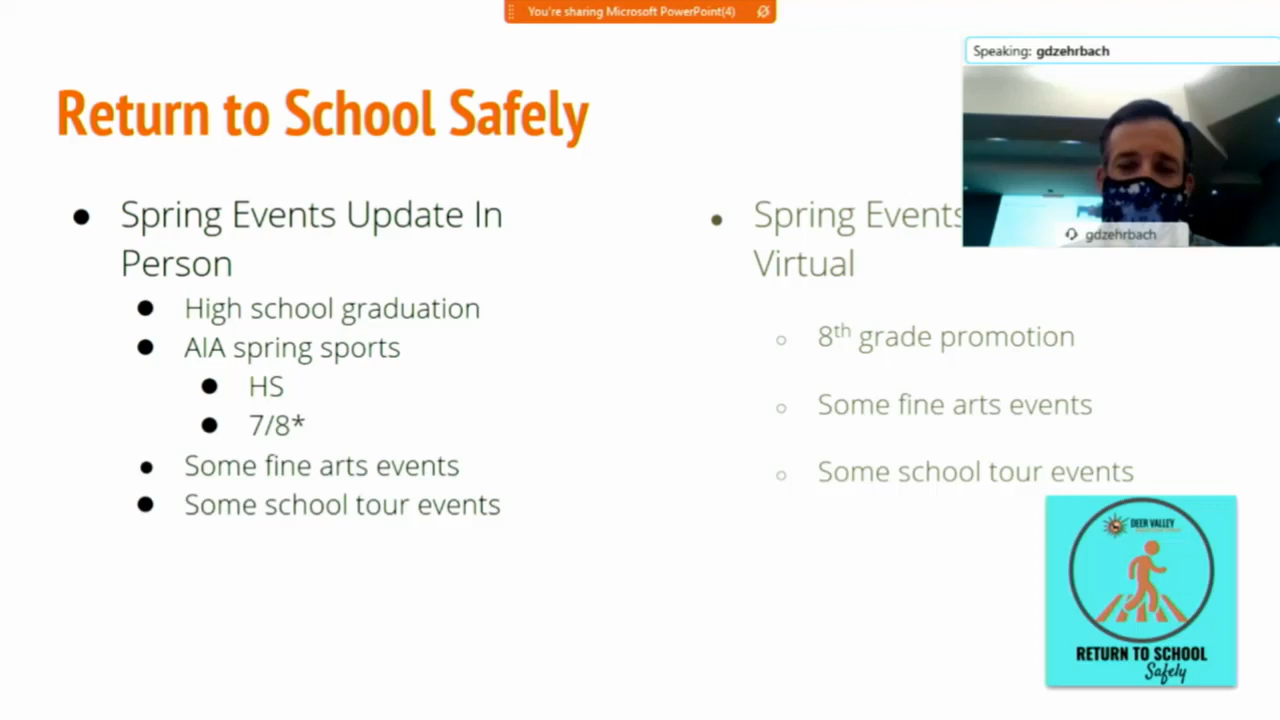 You're sharing Microsoft PowerPoint(4)
Speaking: gdzehrbach
Return to School Safely
gdzehrbach
Spring Events Update In
Person
High school graduation
AIA spring sports
HS
7/8*
Some fine arts events
Some school tour events
Spring Events
Virtual
8th grade promotion
Some fine arts events
Some school tour events
DEER VALLEY
RETURN TO SCHOOL
Safely